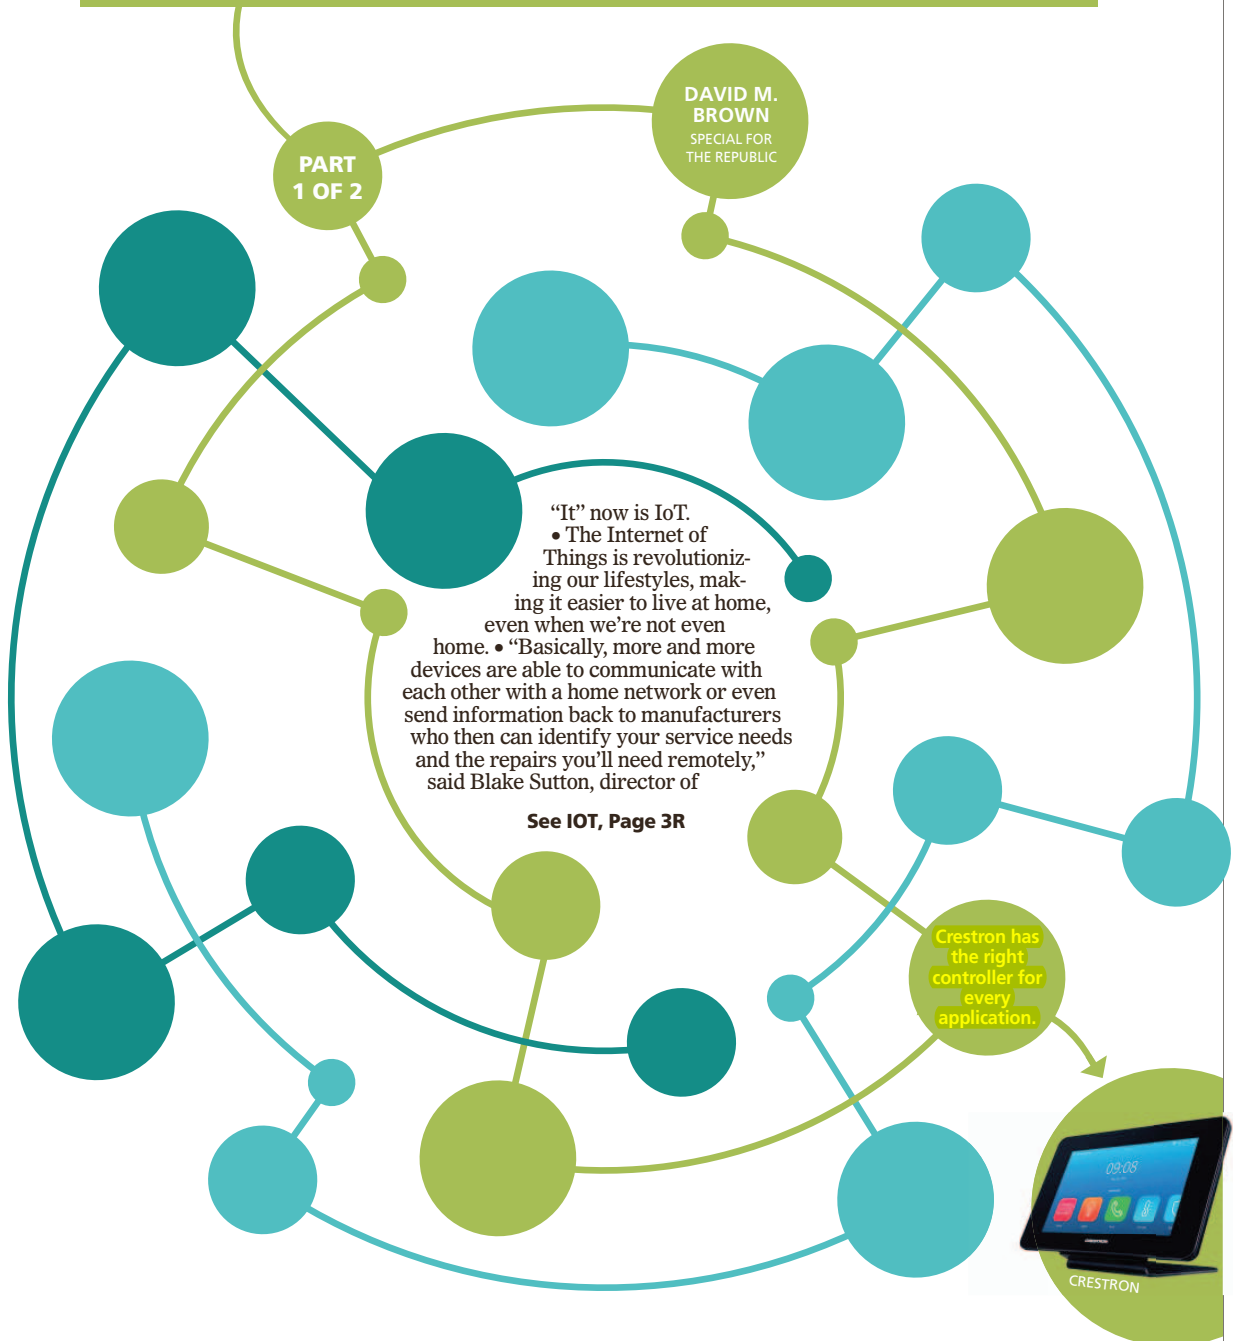 DAVID M.
BROWN
SPECIAL FOR
THE REPUBLIC
PART
1 OF 2
“It” now is IoT.
• The Internet of
Things is revolutioniz-
ing our lifestyles, mak-
ing it easier to live at home,
even when we’re not even
home. • “Basically, more and more
devices are able to communicate with
each other with a home network or even
send information back to manufacturers
who then can identify your service needs
and the repairs you’ll need remotely,”
said Blake Sutton, director of
See IOT, Page 3R
Crestron has
the right
controller for
every
application.
09:08
CRESTRON
CRESTRON